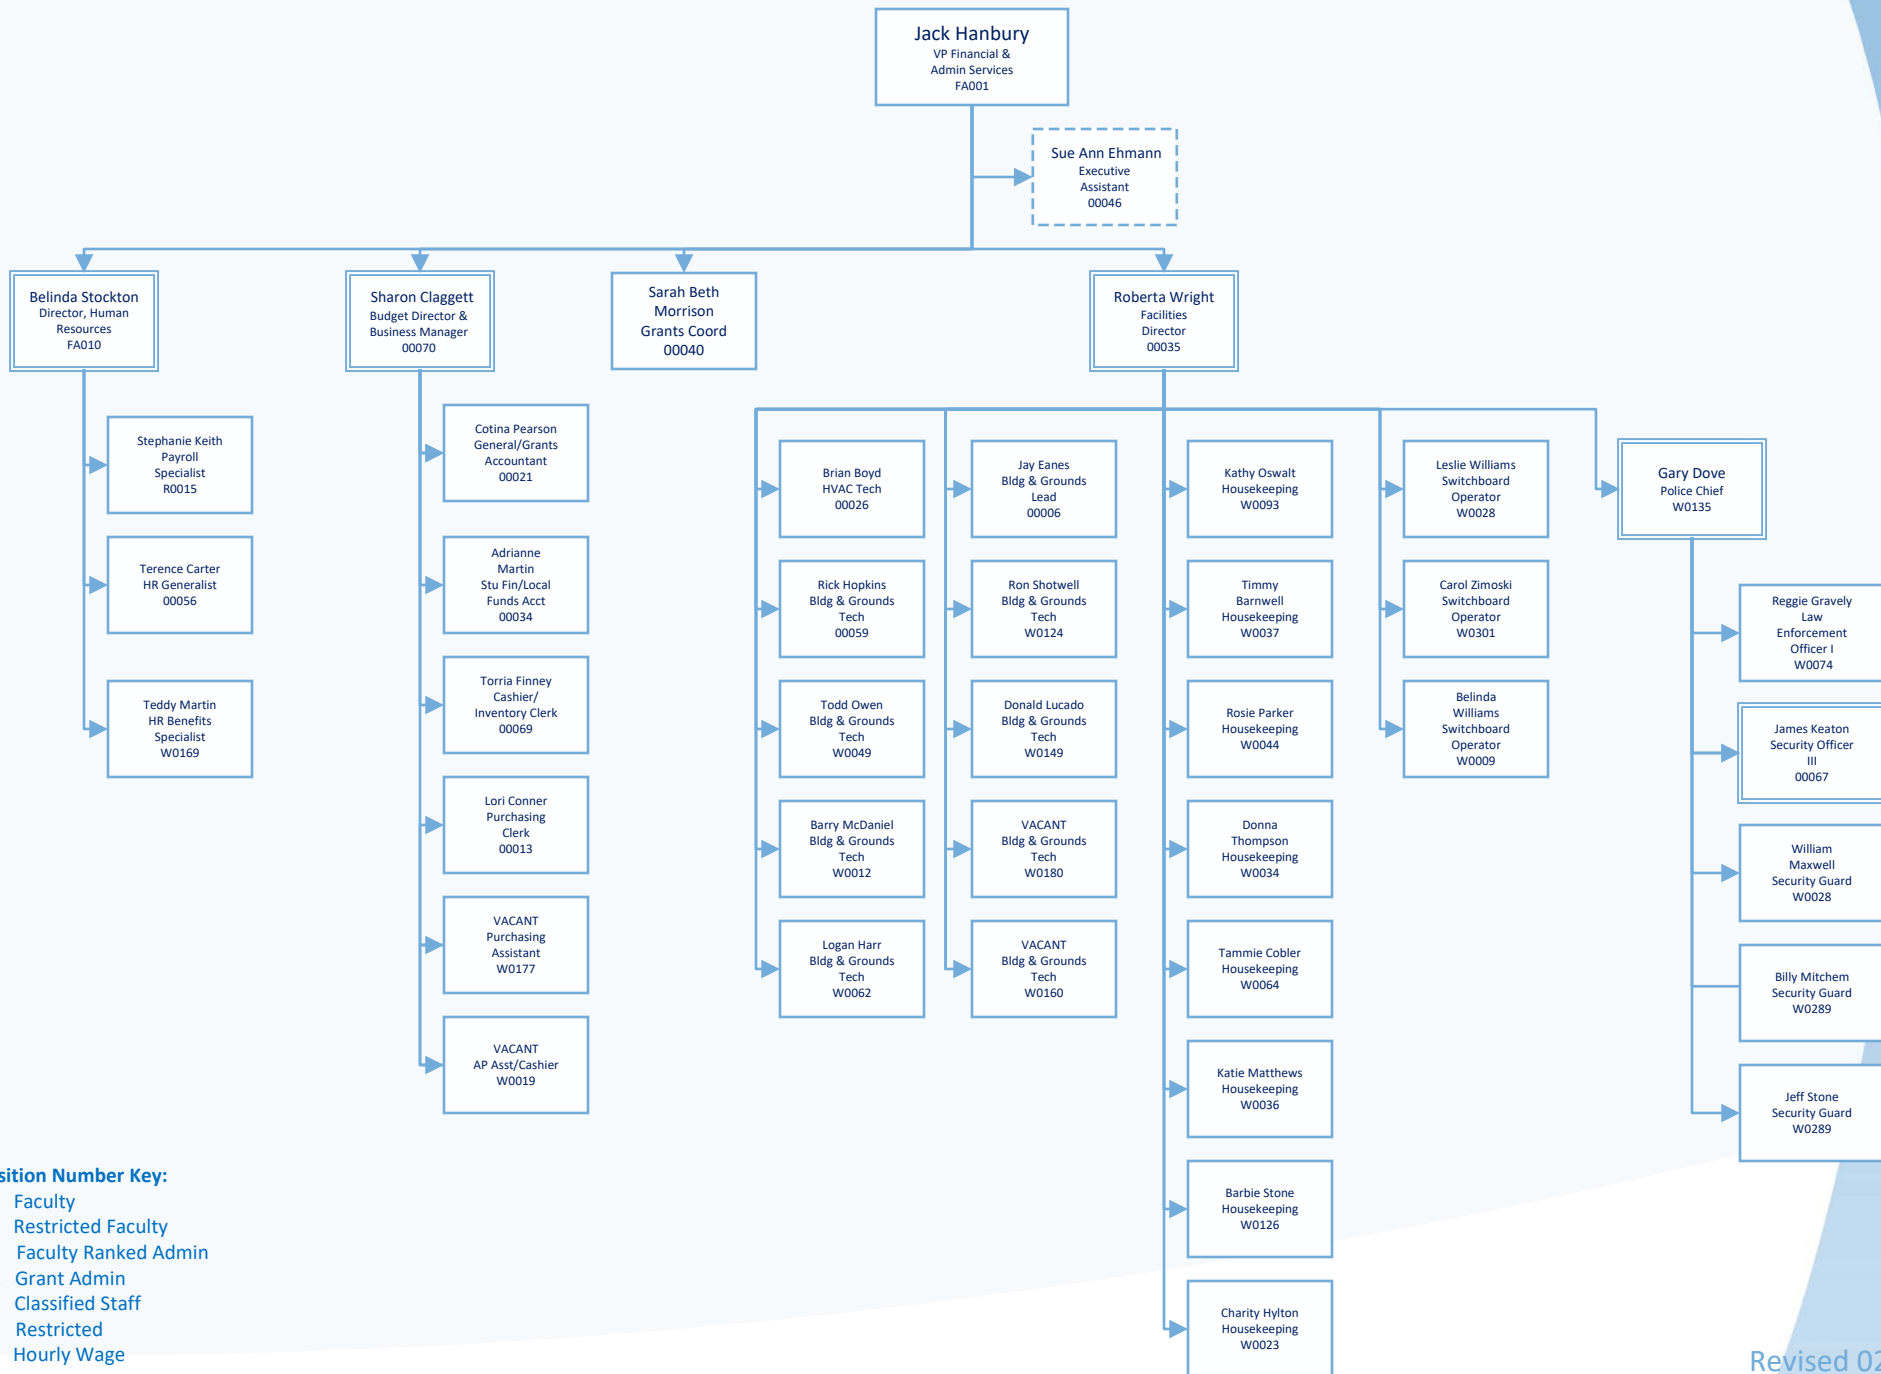 Jack Hanbury
VP Financial &
Admin Services
FA001
Sue Ann Ehmann
Executive
Assistant
00046
Belinda Stockton
Director, Human
Resources
FA010
Sharon Claggett
Budget Director &
Business Manager
00070
Sarah Beth
Morrison
Grants Coord
00040
Roberta Wright
Facilities
Director
00035
Stephanie Keith
Payroll
Specialist
R0015
Terence Carter
HR Generalist
00056
Teddy Martin
HR Benefits
Specialist
W0169
Cotina Pearson
General/Grants
Accountant
00021
Adrianne
Martin
Stu Fin/Local
Funds Acct
00034
Torria Finney
Cashier/
Inventory Clerk
00069
Lori Conner
Purchasing
Clerk
00013
VACANT
Purchasing
Assistant
W0177
VACANT
AP Asst/Cashier
W0019
Brian Boyd
HVAC Tech
00026
Rick Hopkins
Bldg & Grounds
Tech
00059
Todd Owen
Bldg & Grounds
Tech
W0049
Barry McDaniel
Bldg & Grounds
Tech
W0012
Logan Harr
Bldg & Grounds
Tech
W0062
Jay Eanes
Bldg & Grounds
Lead
00006
Ron Shotwell
Bldg & Grounds
Tech
W0124
Donald Lucado
Bldg & Grounds
Tech
W0149
VACANT
Bldg & Grounds
Tech
W0180
VACANT
Bldg & Grounds
Tech
W0160
Kathy Oswalt
Housekeeping
W0093
Timmy
Barnwell
Housekeeping
W0037
Rosie Parker
Housekeeping
W0044
Donna
Thompson
Housekeeping
W0034
Tammie Cobler
Housekeeping
W0064
Katie Matthews
Housekeeping
W0036
Barbie Stone
Housekeeping
W0126
Charity Hylton
Housekeeping
W0023
Leslie Williams
Switchboard
Operator
W0028
Carol Zimoski
Switchboard
Operator
W0301
Belinda
Williams
Switchboard
Operator
W0009
Gary Dove
Police Chief
W0135
Reggie Gravely
Law
Enforcement
Officer I
W0074
James Keaton
Security Officer
III
00067
William
Maxwell
Security Guard
W0028
Billy Mitchem
Security Guard
W0289
Jeff Stone
Security Guard
W0289
sition Number Key:
Faculty
Restricted Faculty
Faculty Ranked Admin
Grant Admin
Classified Staff
Restricted
Hourly Wage
Revised 02